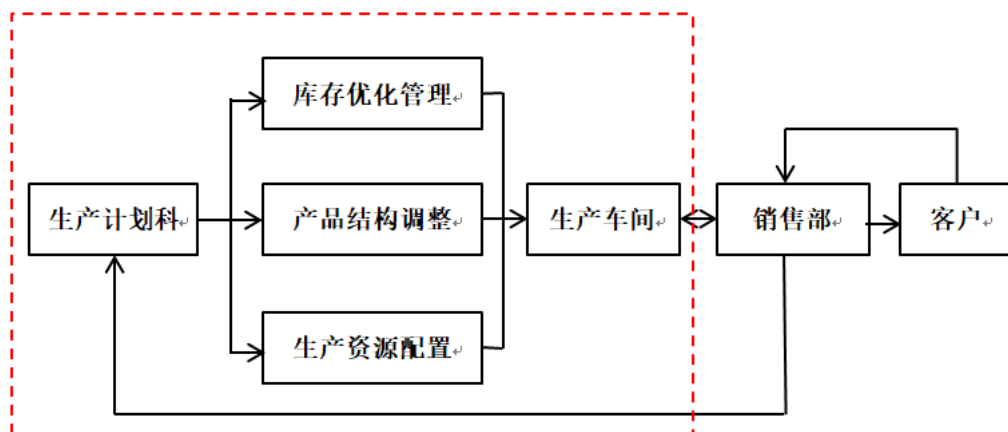 库存优化管理
生产计划科
产品结构调整
生产车间
销售部
客户
生产资源配置